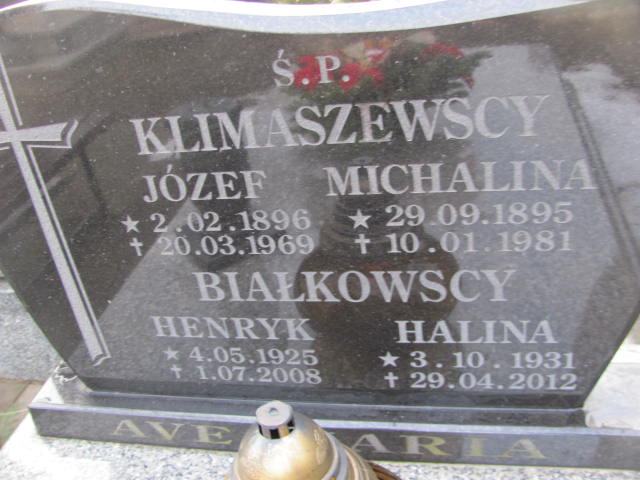 Ś.P.
KLIMASZEWSCY
JÓZEF MICHALINA
★ 2.02.1896 ★ 29.09.1895
✝ 20.03.1969 ✝ 10.01.1981
BIAŁKOWSCY
HENRYK HALINA
★ 4.05.1925 ★ 3.10.1931
✝ 1.07.2008 ✝ 29.04.2012
AVE ARIA